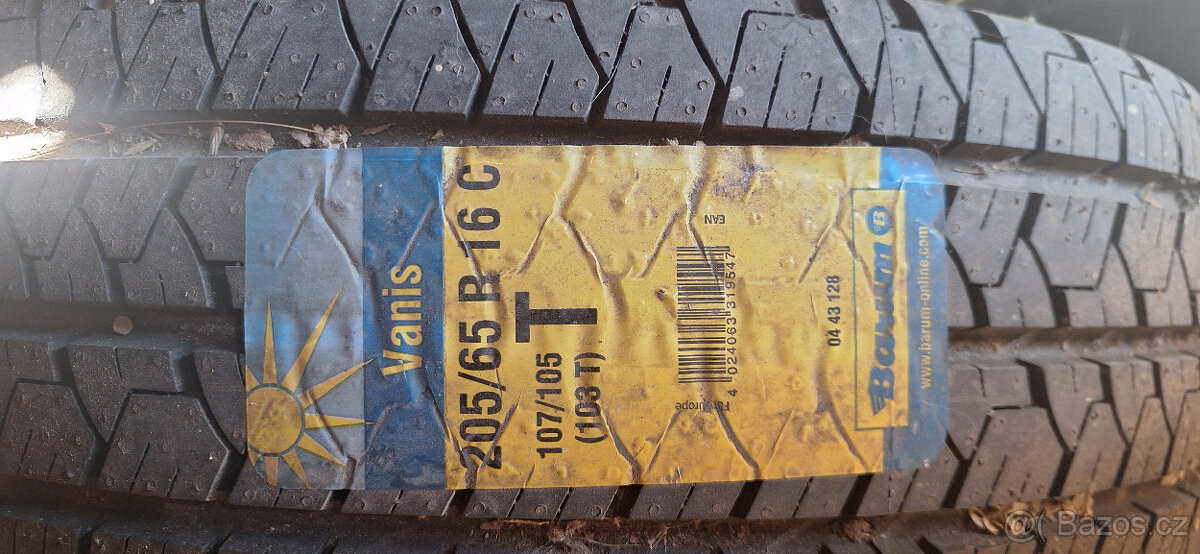 Vanis
205/65 R 16 C
107/105 T
(103 T)
EAN
4 024063 319547
For Europe
04 43 128
Barum B
www.barum-online.com
@( Bazos.cz